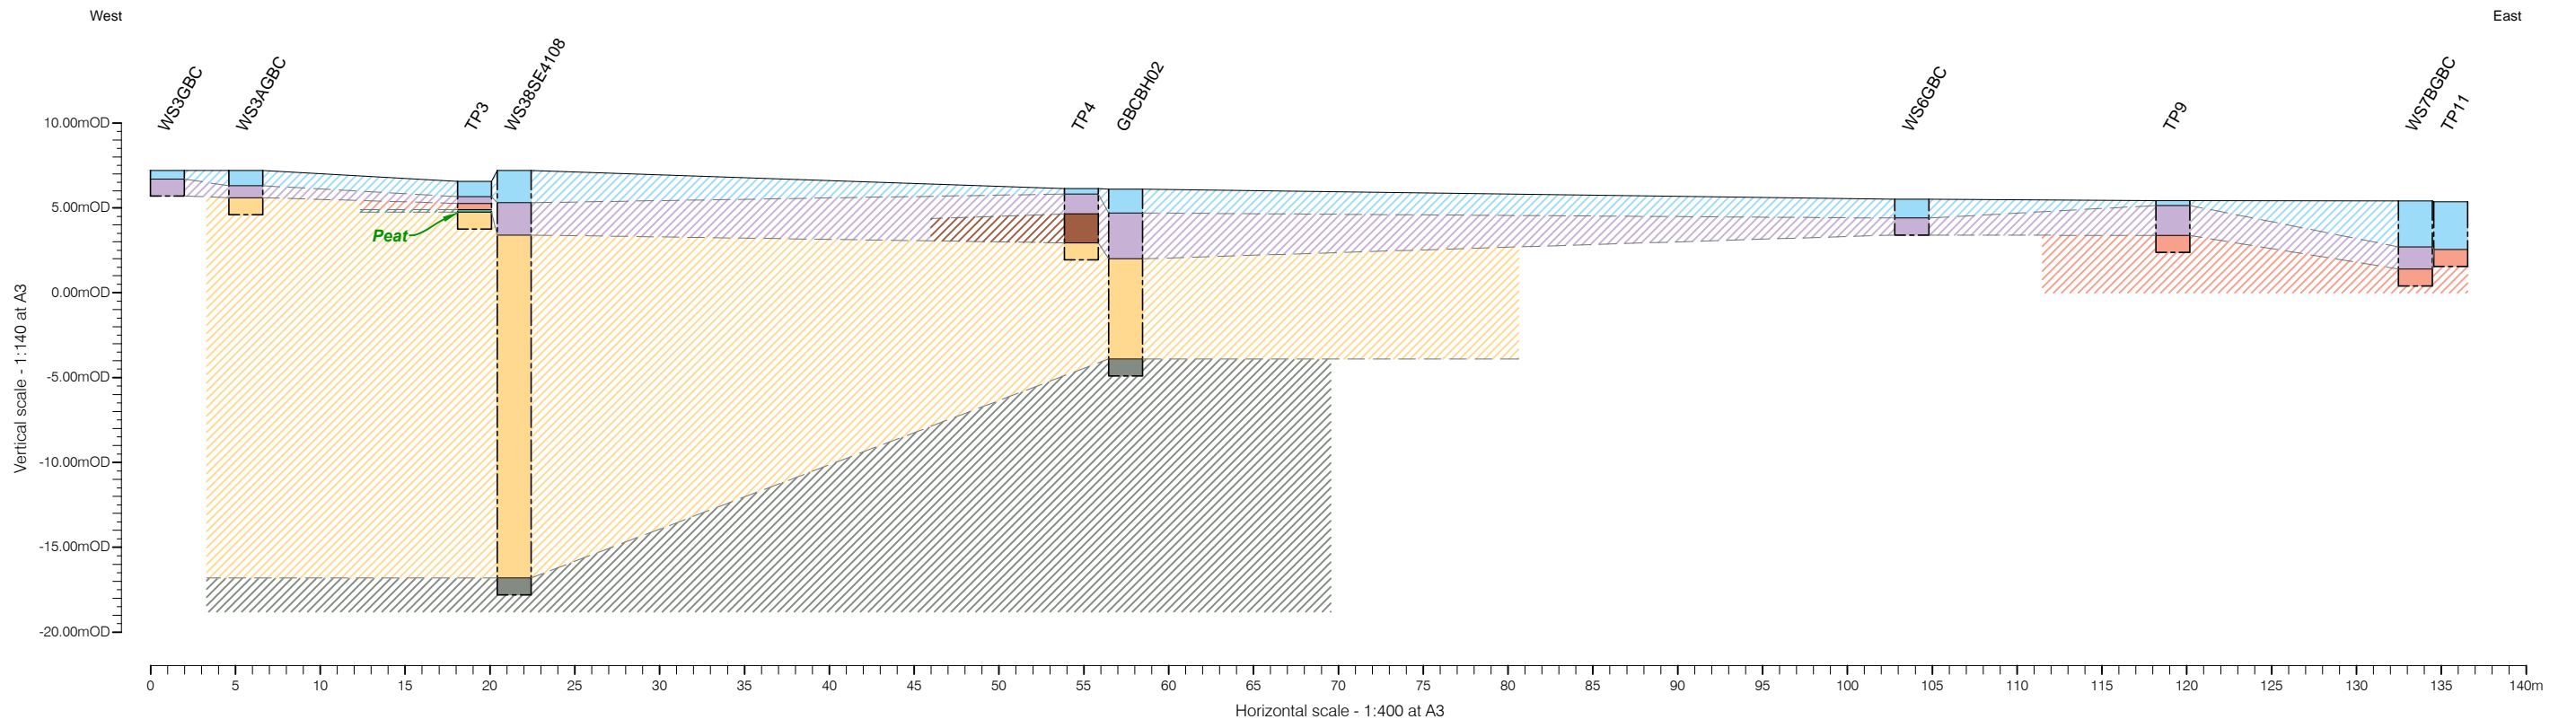 West
East
WS3GBC
WS3AGBC
TP3
WS38SE4108
TP4
GBCBH02
WS6GBC
TP9
WS7BGBC
TP11
10.00mOD
5.00mOD
0.00mOD
-5.00mOD
-10.00mOD
-15.00mOD
-20.00mOD
Vertical scale - 1:140 at A3
Peat
0 5 10 15 20 25 30 35 40 45 50 55 60 65 70 75 80 85 90 95 100 105 110 115 120 125 130 135 140m
Horizontal scale - 1:400 at A3